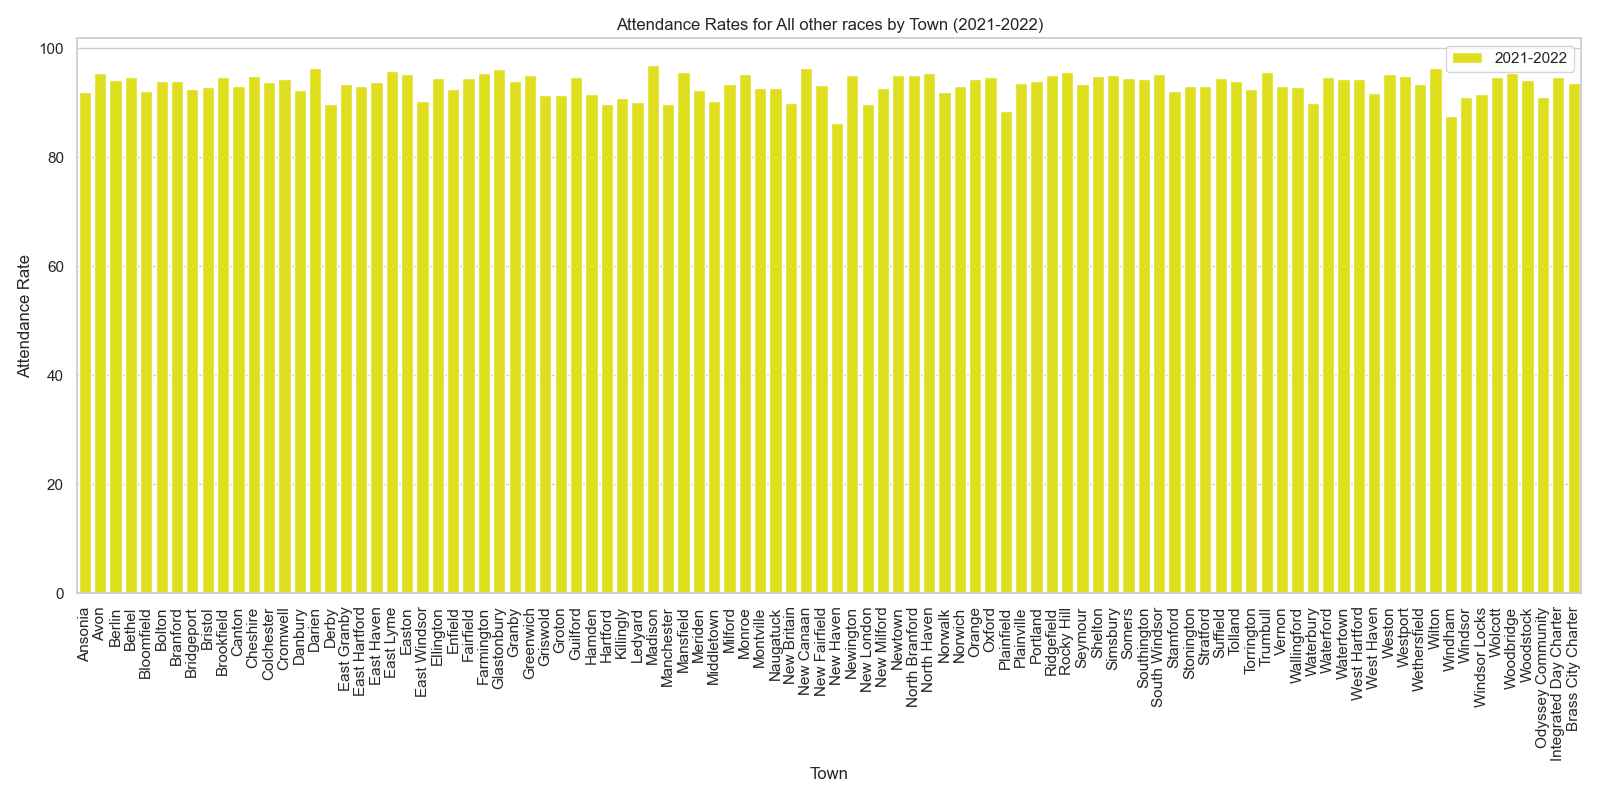 Attendance Rates for All other races by Town (2021-2022)
2021-2022
Attendance Rate
100
80
60
40
20
0
Ansonia
Avon
Berlin
Bethel
Bloomfield
Bolton
Branford
Bridgeport
Bristol
Brookfield
Canton
Cheshire
Colchester
Cromwell
Danbury
Darien
Derby
East Granby
East Hartford
East Haven
East Lyme
Easton
East Windsor
Ellington
Enfield
Fairfield
Farmington
Glastonbury
Granby
Greenwich
Griswold
Groton
Guilford
Hamden
Hartford
Killingly
Ledyard
Madison
Manchester
Mansfield
Meriden
Middletown
Milford
Monroe
Montville
Naugatuck
New Britain
New Canaan
New Fairfield
New Haven
Newington
New London
New Milford
Newtown
North Branford
North Haven
Norwalk
Norwich
Orange
Oxford
Plainfield
Plainville
Portland
Ridgefield
Rocky Hill
Seymour
Shelton
Simsbury
Somers
Southington
South Windsor
Stamford
Stonington
Stratford
Suffield
Tolland
Torrington
Trumbull
Vernon
Wallingford
Waterbury
Waterford
Watertown
West Hartford
West Haven
Weston
Westport
Wethersfield
Wilton
Windham
Windsor
Windsor Locks
Wolcott
Woodbridge
Woodstock
Odyssey Community
Integrated Day Charter
Brass City Charter
Town